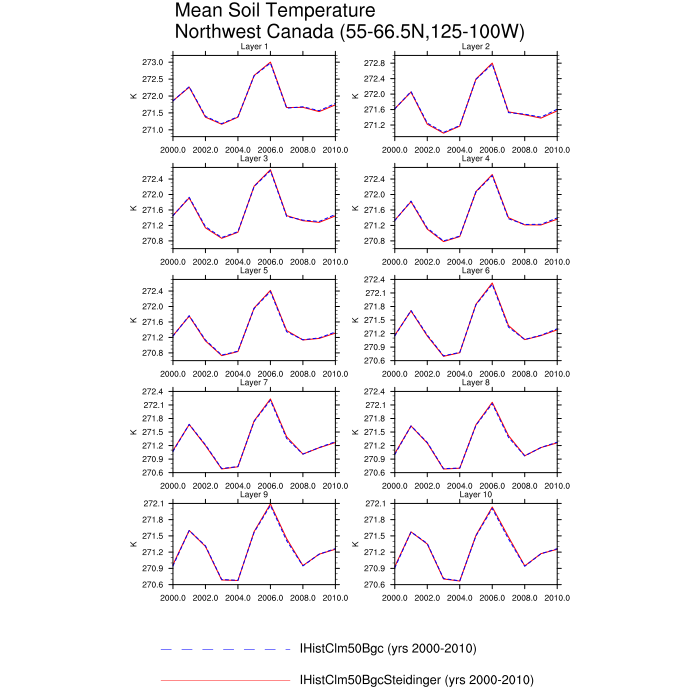 Mean Soil Temperature
Northwest Canada (55-66.5N,125-100W)
Layer 1
K
273.0
272.5
272.0
271.5
271.0
2000.0 2002.0 2004.0 2006.0 2008.0 2010.0
Layer 2
K
272.8
272.4
272.0
271.6
271.2
2000.0 2002.0 2004.0 2006.0 2008.0 2010.0
Layer 3
K
272.4
272.0
271.6
271.2
270.8
2000.0 2002.0 2004.0 2006.0 2008.0 2010.0
Layer 4
K
272.4
272.0
271.6
271.2
270.8
2000.0 2002.0 2004.0 2006.0 2008.0 2010.0
Layer 5
K
272.4
272.0
271.6
271.2
270.8
2000.0 2002.0 2004.0 2006.0 2008.0 2010.0
Layer 6
K
272.4
272.1
271.8
271.5
271.2
270.9
270.6
2000.0 2002.0 2004.0 2006.0 2008.0 2010.0
Layer 7
K
272.4
272.1
271.8
271.5
271.2
270.9
270.6
2000.0 2002.0 2004.0 2006.0 2008.0 2010.0
Layer 8
K
272.4
272.1
271.8
271.5
271.2
270.9
270.6
2000.0 2002.0 2004.0 2006.0 2008.0 2010.0
Layer 9
K
272.1
271.8
271.5
271.2
270.9
270.6
2000.0 2002.0 2004.0 2006.0 2008.0 2010.0
Layer 10
K
272.1
271.8
271.5
271.2
270.9
270.6
2000.0 2002.0 2004.0 2006.0 2008.0 2010.0
IHistClm50Bgc (yrs 2000-2010)
IHistClm50BgcSteidinger (yrs 2000-2010)